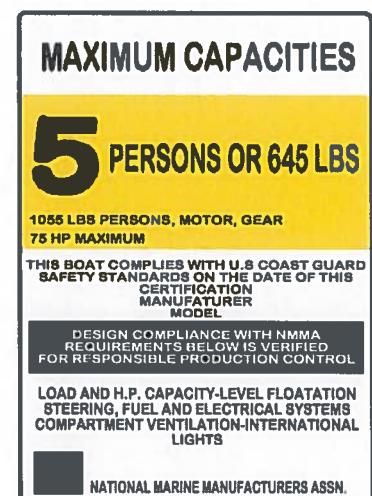 MAXIMUM CAPACITIES
5 PERSONS OR 645 LBS
1055 LBS PERSONS, MOTOR, GEAR
75 HP MAXIMUM
THIS BOAT COMPLIES WITH U.S COAST GUARD
SAFETY STANDARDS ON THE DATE OF THIS
CERTIFICATION
MANUFATURER
MODEL
DESIGN COMPLIANCE WITH NMMA
REQUIREMENTS BELOW IS VERIFIED
FOR RESPONSIBLE PRODUCTION CONTROL
LOAD AND H.P. CAPACITY-LEVEL FLOATATION
STEERING, FUEL AND ELECTRICAL SYSTEMS
COMPARTMENT VENTILATION-INTERNATIONAL
LIGHTS
NATIONAL MARINE MANUFACTURERS ASSN.